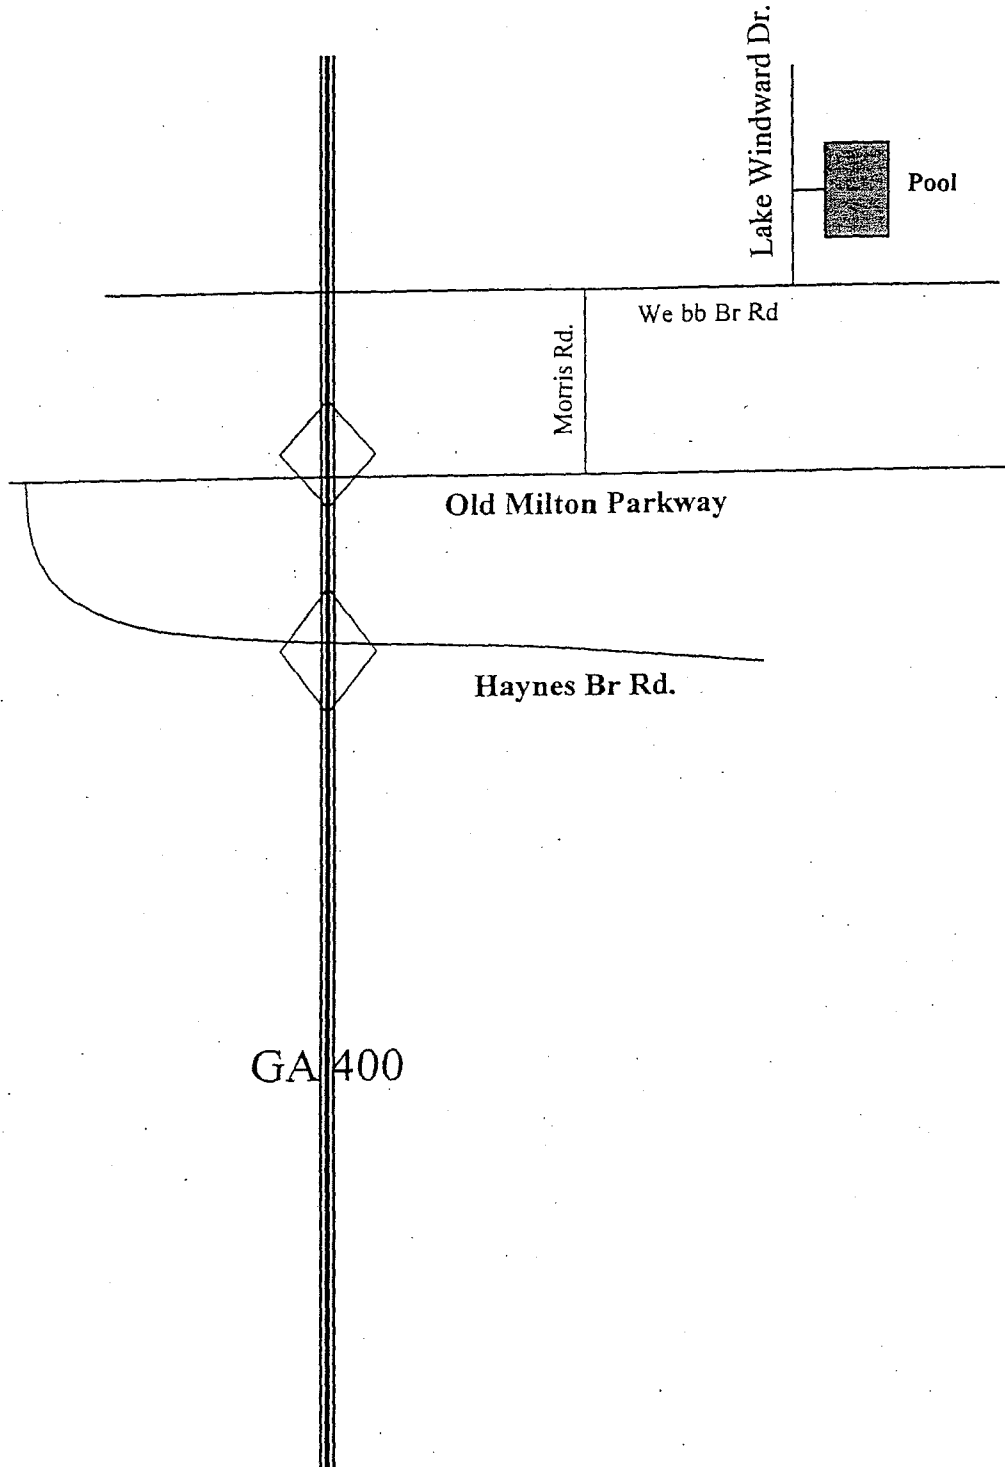 Lake Windward Dr.
Pool
We bb Br Rd
Morris Rd.
Old Milton Parkway
Haynes Br Rd.
GA 400